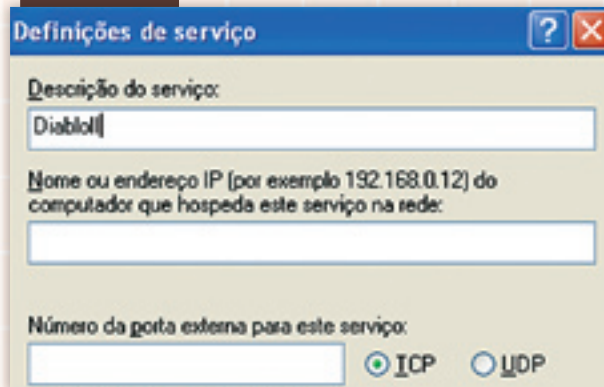 Definições de serviço
Descrição do serviço:
DiabloII
Nome ou endereço IP (por exemplo 192.168.0.12) do
computador que hospeda este serviço na rede:
Número da porta externa para este serviço:
TCP UDP